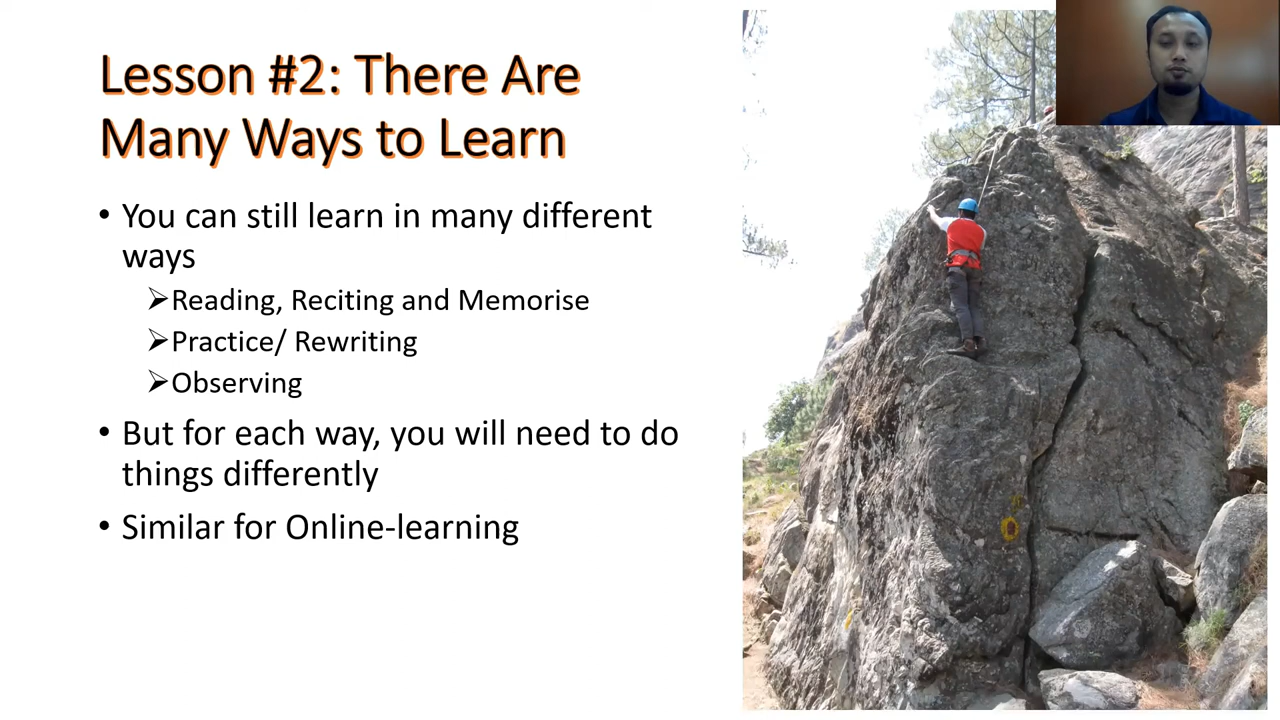 Lesson #2: There Are
Many Ways to Learn
• You can still learn in many different
ways
➢Reading, Reciting and Memorise
➢Practice/ Rewriting
➢Observing
• But for each way, you will need to do
things differently
• Similar for Online-learning